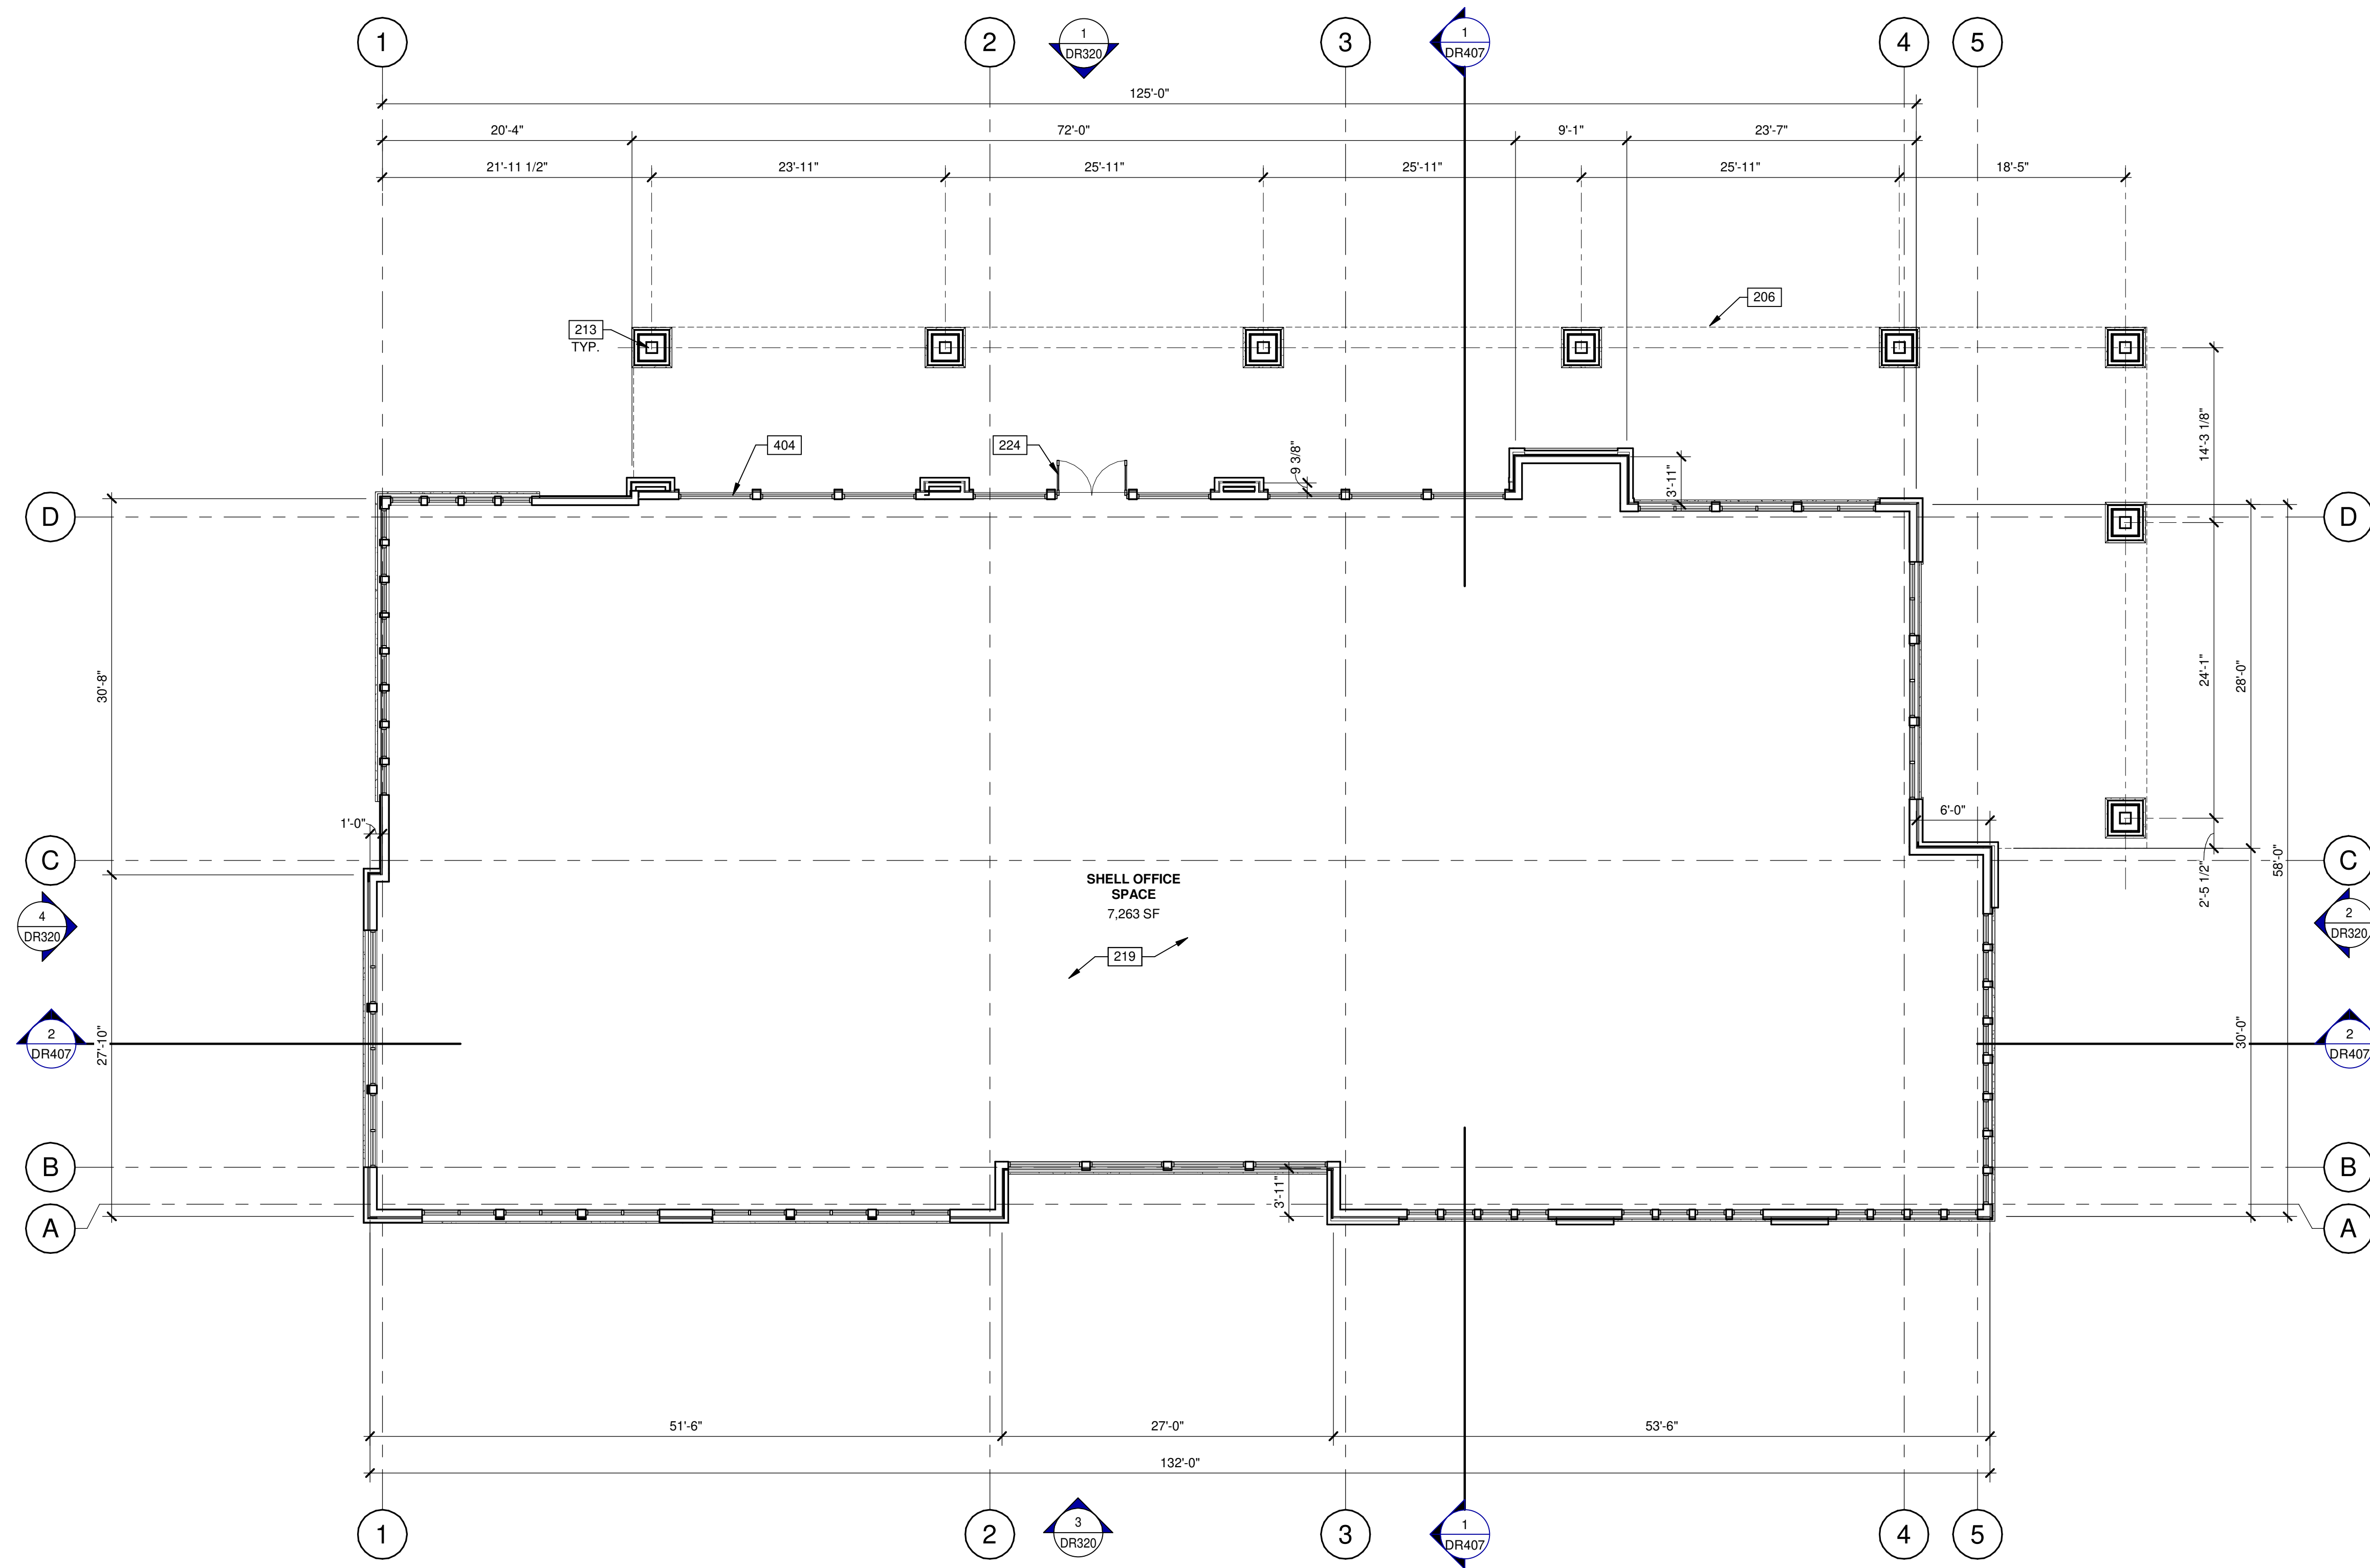 1
2
1
DR320
3
1
DR407
4
5
125'-0"
20'-4"
72'-0"
9'-1"
23'-7"
21'-11 1/2"
23'-11"
25'-11"
25'-11"
25'-11"
18'-5"
206
213
TYP.
404
224
9 3/8"
3'-11"
14'-3 1/8"
D
D
30'-8"
24'-1"
28'-0"
1'-0"
6'-0"
C
C
2'-5 1/2"
58'-0"
SHELL OFFICE
SPACE
7,263 SF
4
DR320
2
DR320
219
2
DR407
27'-10"
30'-0"
2
DR407
B
B
3'-11"
A
A
51'-6"
27'-0"
53'-6"
132'-0"
1
2
3
DR320
3
1
DR407
4
5